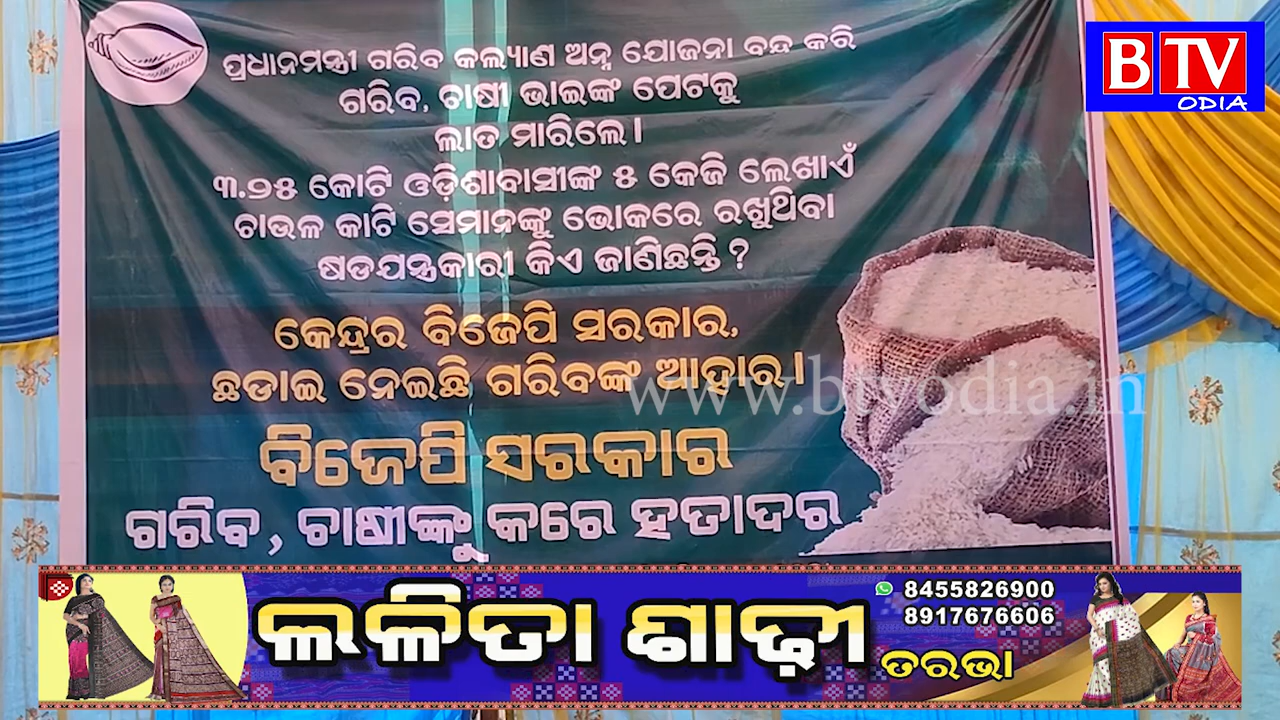 BTV
ODIA
ପ୍ରଧାନମନ୍ତ୍ରୀ ଗରିବ କଲ୍ୟାଣ ଅନ୍ନ ଯୋଜନା ବନ୍ଦ କରି
ଗରିବ, ଚାଷୀ ଭାଇଙ୍କ ପେଟକୁ
ଲାତ ମାରିଲେ।
୩.୨୫ କୋଟି ଓଡ଼ିଶାବାସୀଙ୍କ ୫ କେଜି ଲେଖାଏଁ
ଚାଉଳ କାଟି ସେମାନଙ୍କୁ ଭୋକରେ ରଖୁଥିବା
ଷଡଯନ୍ତ୍ରକାରୀ କିଏ ଜାଣିଛନ୍ତି ?
କେନ୍ଦ୍ରର ବିଜେପି ସରକାର,
ଛଡାଇ ନେଇଛି ଗରିବଙ୍କ ଆହାର।
www.btvodia.in
ବିଜେପି ସରକାର
ଗରିବ, ଚାଷୀଙ୍କୁ କରେ ହତାଦର
ଲଳିତା ଶାଢ଼ୀ
8455826900
8917676606
ତରଭା